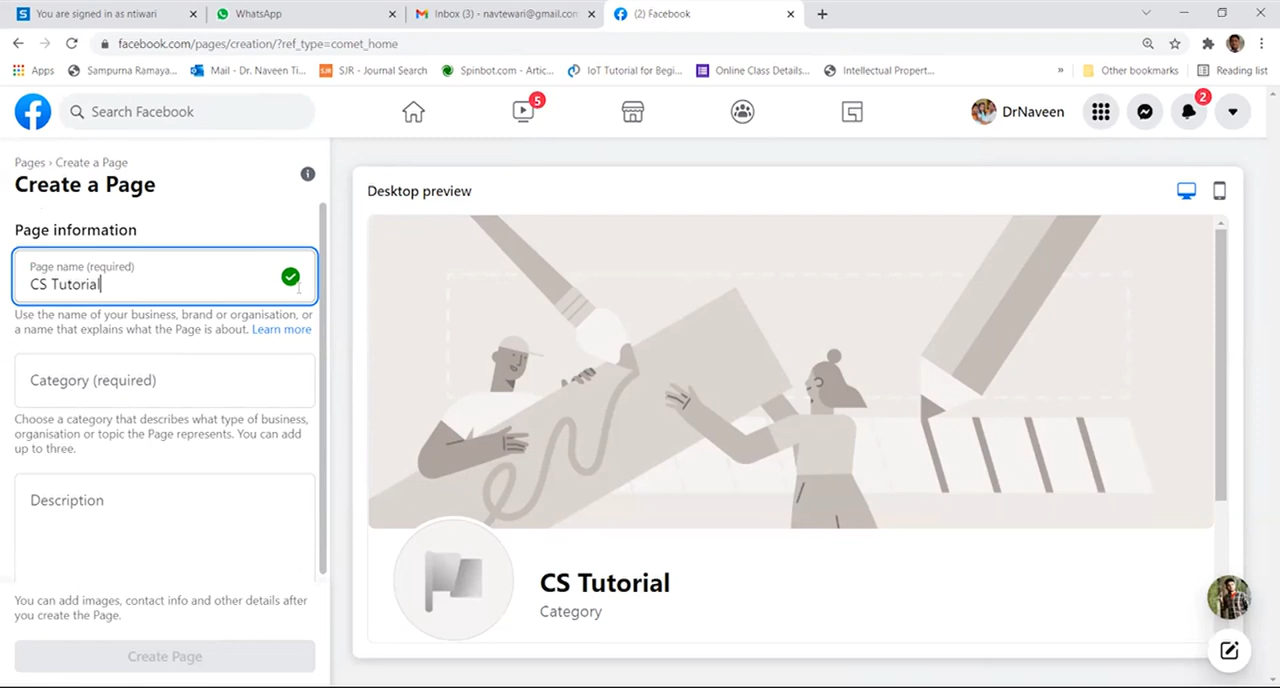 You are signed in as ntiwari
WhatsApp
Inbox (3) - navtewari@gmail.com
(2) Facebook
facebook.com/pages/creation/?ref_type=comet_home
Apps
Sampurna Ramaya...
Mail - Dr. Naveen Ti...
SJR - Journal Search
Spinbot.com - Artic...
IoT Tutorial for Begi...
Online Class Details...
Intellectual Propert...
»
Other bookmarks
Reading list
Search Facebook
5
DrNaveen
2
Pages › Create a Page
Create a Page
Page information
Page name (required)
CS Tutorial
Use the name of your business, brand or organisation, or
a name that explains what the Page is about. Learn more
Category (required)
Choose a category that describes what type of business,
organisation or topic the Page represents. You can add
up to three.
Description
You can add images, contact info and other details after
you create the Page.
Create Page
Desktop preview
CS Tutorial
Category